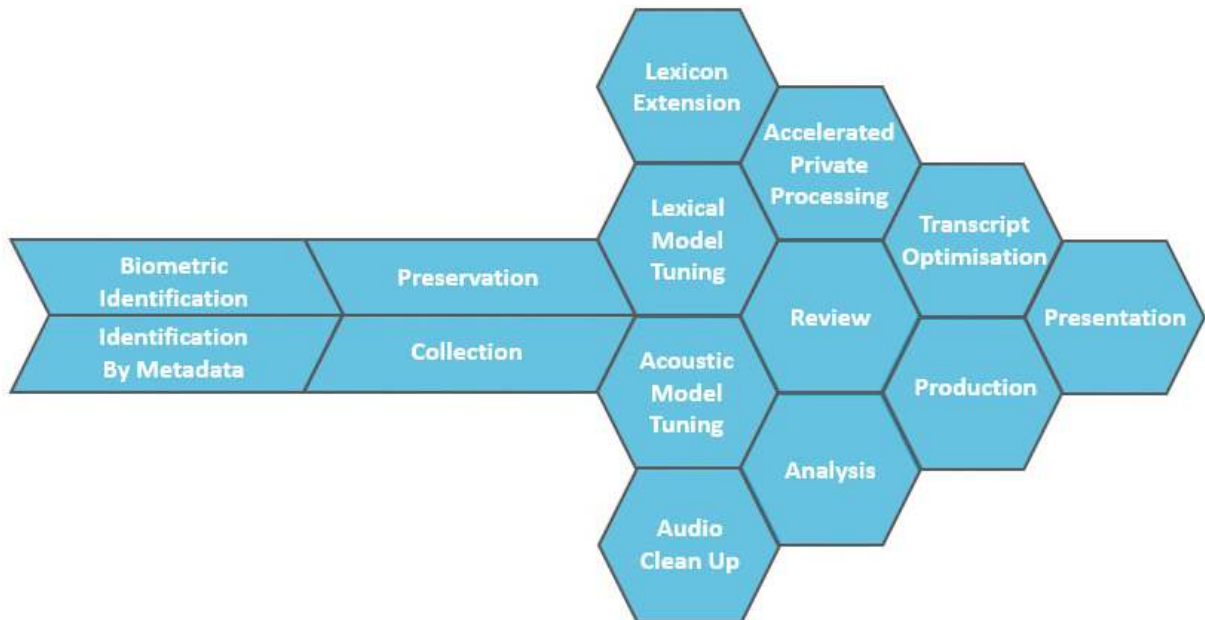 Biometric
Identification
Identification
By Metadata
Preservation
Collection
Lexicon
Extension
Lexical
Model
Tuning
Acoustic
Model
Tuning
Audio
Clean Up
Accelerated
Private
Processing
Review
Analysis
Transcript
Optimisation
Production
Presentation